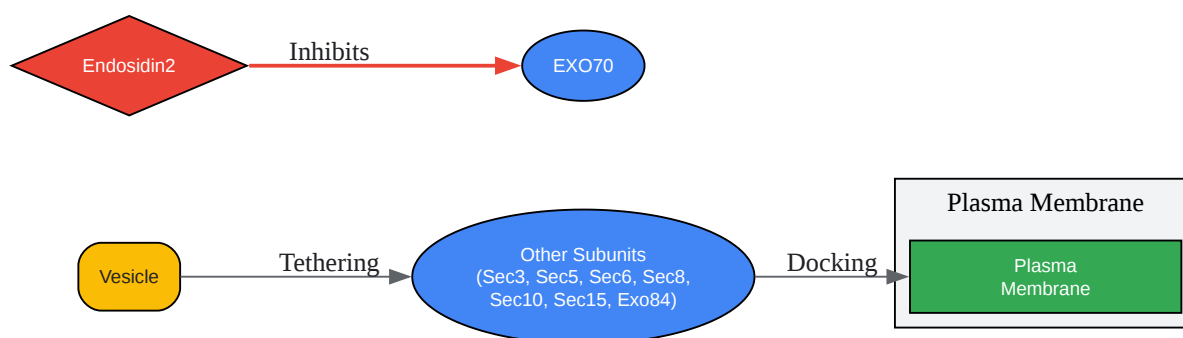 Endosidin2
Inhibits
EXO70
Vesicle
Tethering
Other Subunits
(Sec3, Sec5, Sec6, Sec8,
Sec10, Sec15, Exo84)
Docking
Plasma Membrane
Plasma
Membrane